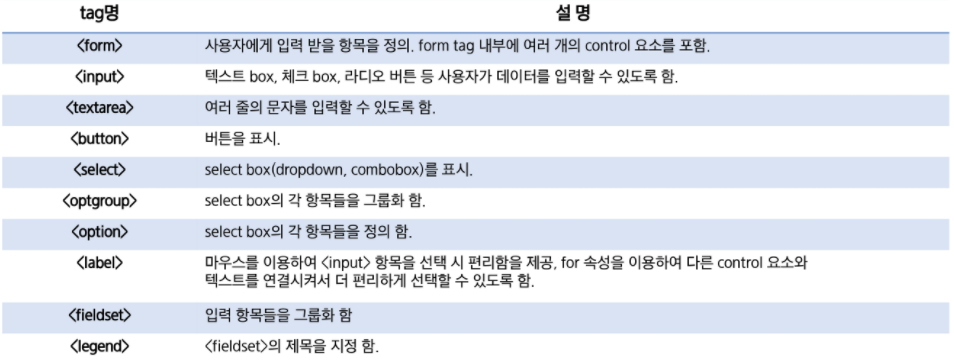 tag명 설 명
<form> 사용자에게 입력 받을 항목을 정의. form tag 내부에 여러 개의 control 요소를 포함.
<input> 텍스트 box, 체크 box, 라디오 버튼 등 사용자가 데이터를 입력할 수 있도록 함.
<textarea> 여러 줄의 문자를 입력할 수 있도록 함.
<button> 버튼을 표시.
<select> select box(dropdown, combobox)를 표시.
<optgroup> select box의 각 항목들을 그룹화 함.
<option> select box의 각 항목들을 정의 함.
<label> 마우스를 이용하여 <input> 항목을 선택 시 편리함을 제공, for 속성을 이용하여 다른 control 요소와
텍스트를 연결시켜서 더 편리하게 선택할 수 있도록 함.
<fieldset> 입력 항목들을 그룹화 함
<legend> <fieldset>의 제목을 지정 함.